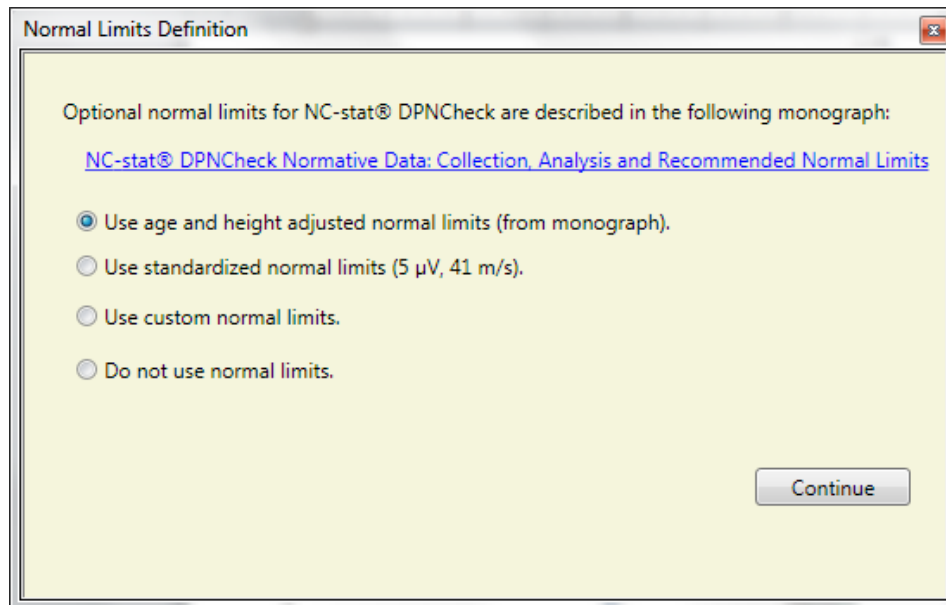 Normal Limits Definition
Optional normal limits for NC-stat® DPNCheck are described in the following monograph:
NC-stat® DPNCheck Normative Data: Collection, Analysis and Recommended Normal Limits
Use age and height adjusted normal limits (from monograph).
Use standardized normal limits (5 µV, 41 m/s).
Use custom normal limits.
Do not use normal limits.
Continue